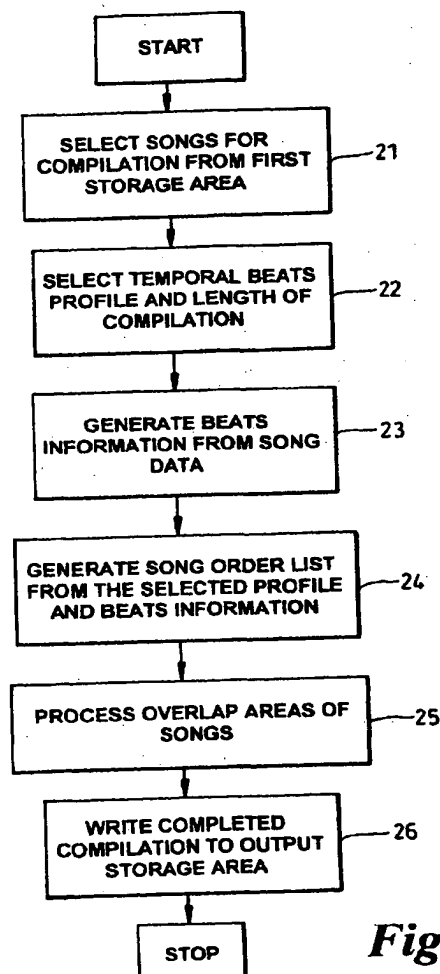 START
SELECT SONGS FOR
COMPILATION FROM FIRST
STORAGE AREA
21
SELECT TEMPORAL BEATS
PROFILE AND LENGTH OF
COMPILATION
22
GENERATE BEATS
INFORMATION FROM SONG
DATA
23
GENERATE SONG ORDER LIST
FROM THE SELECTED PROFILE
AND BEATS INFORMATION
24
PROCESS OVERLAP AREAS OF
SONGS
25
WRITE COMPLETED
COMPILATION TO OUTPUT
STORAGE AREA
26
STOP
Fig